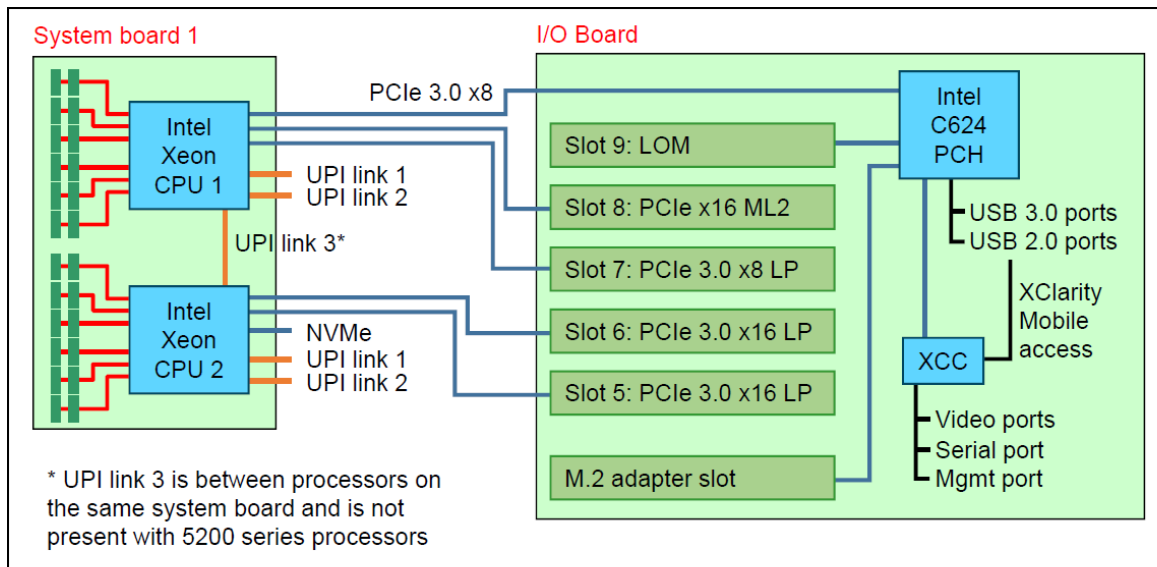 System board 1
I/O Board
PCIe 3.0 x8
Intel
Xeon
CPU 1
UPI link 1
UPI link 2
UPI link 3*
Intel
Xeon
CPU 2
NVMe
UPI link 1
UPI link 2
Intel
C624
PCH
Slot 9: LOM
Slot 8: PCIe x16 ML2
Slot 7: PCIe 3.0 x8 LP
Slot 6: PCIe 3.0 x16 LP
Slot 5: PCIe 3.0 x16 LP
M.2 adapter slot
USB 3.0 ports
USB 2.0 ports
XClarity
Mobile
access
XCC
Video ports
Serial port
Mgmt port
* UPI link 3 is between processors on
the same system board and is not
present with 5200 series processors